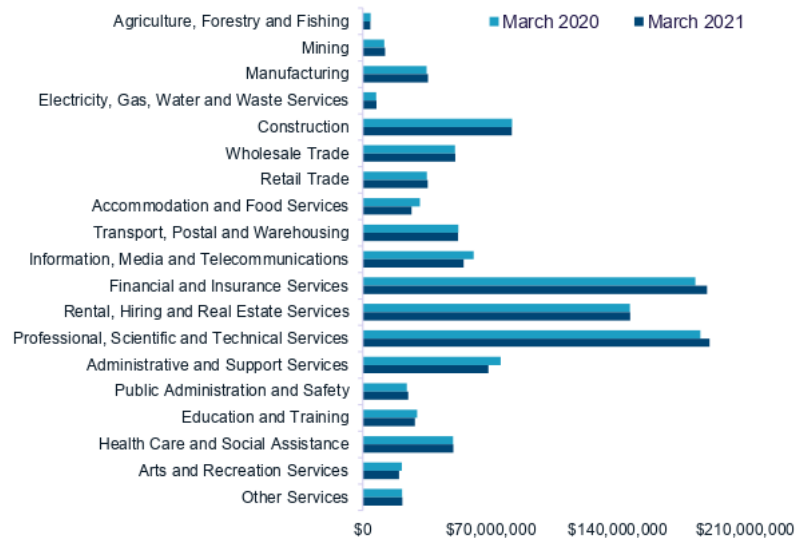 Agriculture, Forestry and Fishing
March 2020
March 2021
Mining
Manufacturing
Electricity, Gas, Water and Waste Services
Construction
Wholesale Trade
Retail Trade
Accommodation and Food Services
Transport, Postal and Warehousing
Information, Media and Telecommunications
Financial and Insurance Services
Rental, Hiring and Real Estate Services
Professional, Scientific and Technical Services
Administrative and Support Services
Public Administration and Safety
Education and Training
Health Care and Social Assistance
Arts and Recreation Services
Other Services
$0
$70,000,000
$140,000,000
$210,000,000